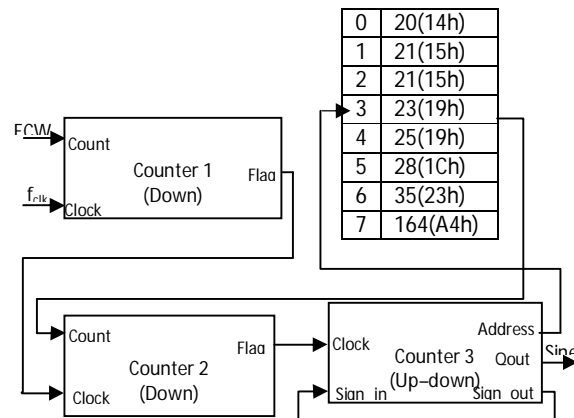 0 20(14h)
1 21(15h)
2 21(15h)
3 23(19h)
4 25(19h)
5 28(1Ch)
6 35(23h)
7 164(A4h)
FCW
Count
Counter 1
(Down)
Flag
fclk
Clock
Count
Counter 2
(Down)
Flag
Clock
Clock
Counter 3
(Up–down)
Address
Qout
Sine
Sign in
Sign out